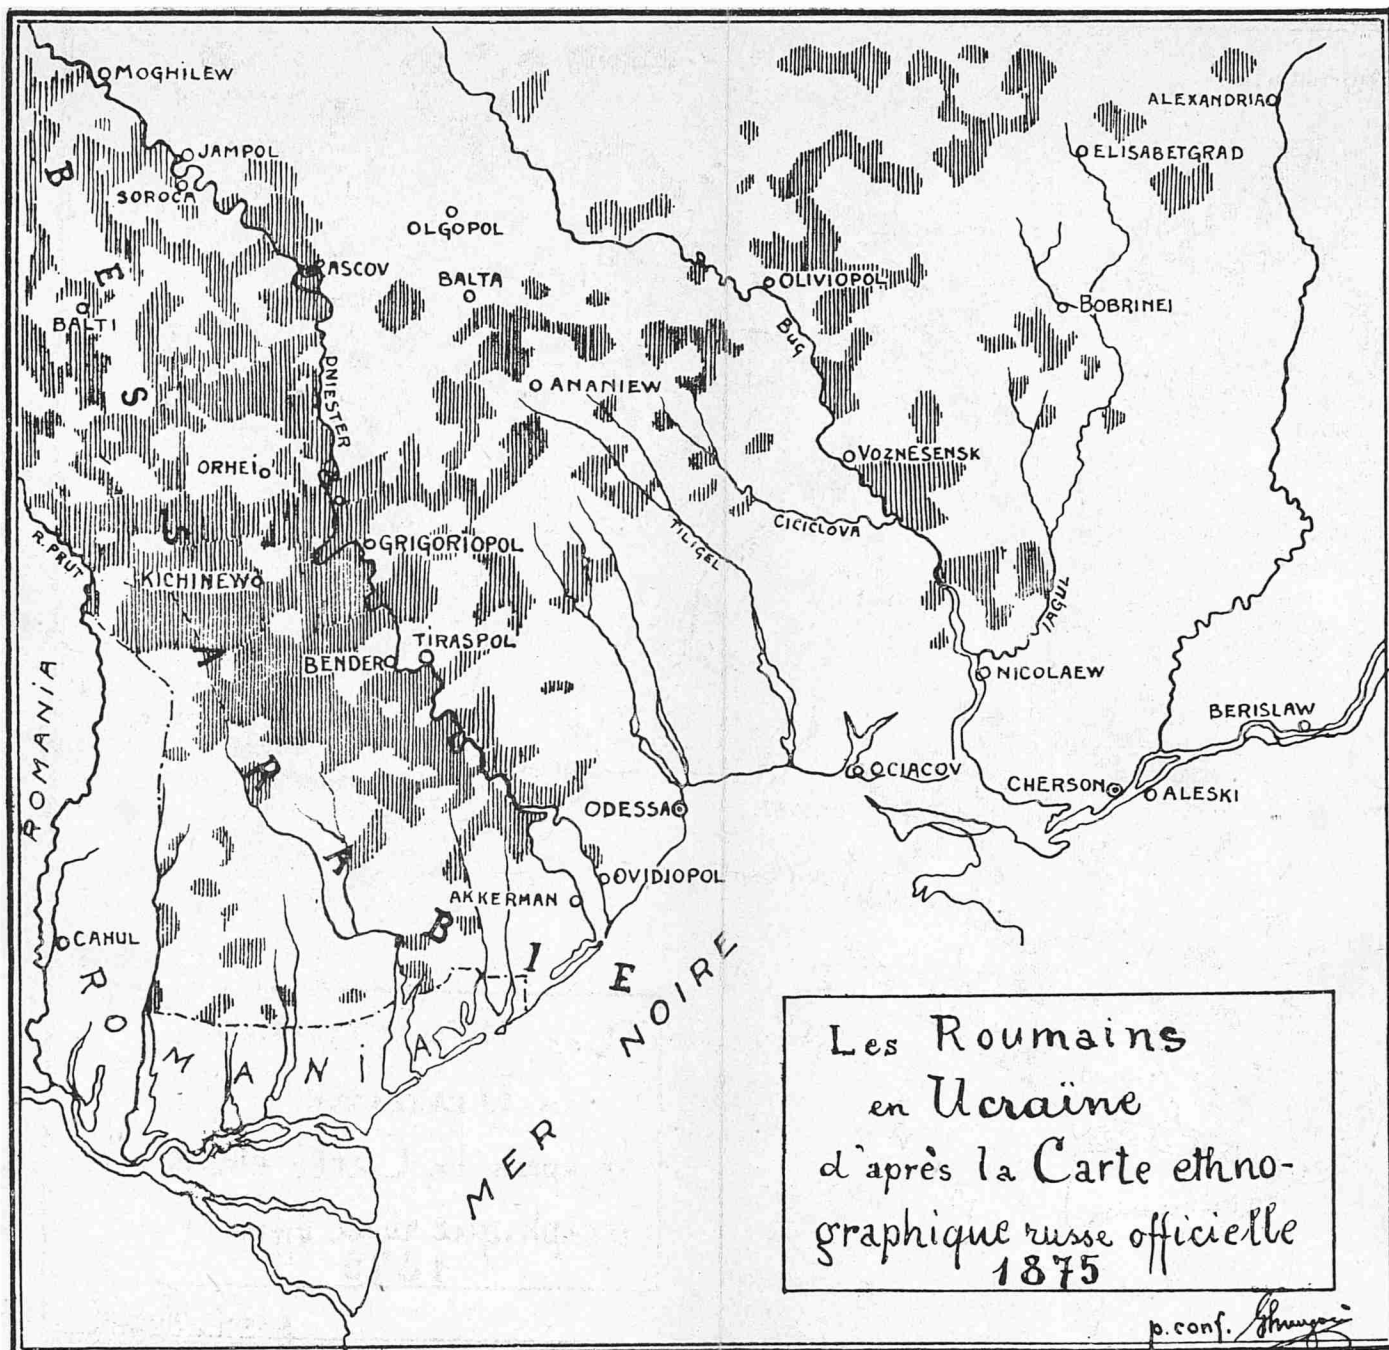 MOGHILEW
ALEXANDRIA
JAMPOL
ELISABETGRAD
SOROCA
OLGOPOL
RASCOV
BALTA
OLIVIOPOL
BOBRINEI
BALTI
BUG
DNIESTER
ANANIEW
ORHEI
VOZNESENSK
TILIGEL
CICICLOVA
R. PRUT
GRIGORIOPOL
KICHINEW
IAGUL
TIRASPOL
BENDER
NICOLAEW
ROMANIA
BERISLAW
OCIACOV
CHERSON
ALESKI
ODESSA
OVIDIOPOL
AKKERMAN
CAHUL
BESSARABIE
ROMANIA
MER NOIRE
Les Roumains
en Ucraïne
d'après la Carte ethno-
graphique russe officielle
1875
p. conf.